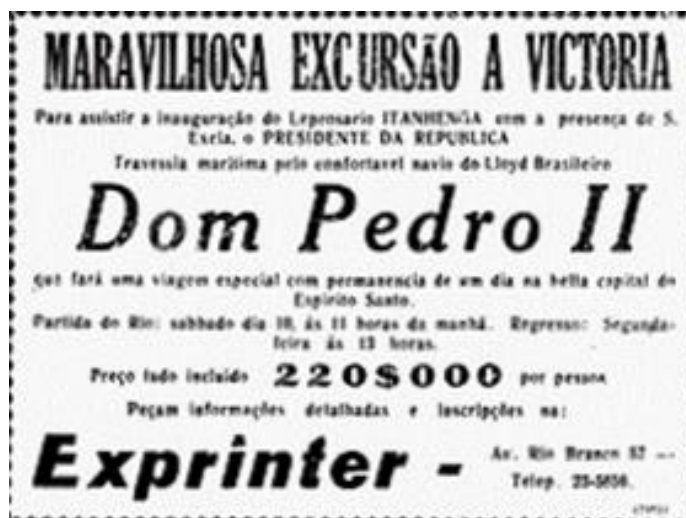 MARAVILHOSA EXCURSÃO A VICTORIA
Para assistir a inauguração do Leprosario ITANHENGA com a presença de S.
Excia. o PRESIDENTE DA REPUBLICA
Travessia maritima pelo confortavel navio do Lloyd Brasileiro
Dom Pedro II
que fará uma viagem especial com permanencia de um dia na bella capital do
Espirito Santo.
Partida do Rio: sabbado dia 10, ás 11 horas da manhã. Regresso: Segunda-
feira ás 13 horas.
Preço tudo incluido 220$000 por pessoa
Peçam informações detalhadas e inscripções na:
Exprinter - Av. Rio Branco 57 —
Telep.